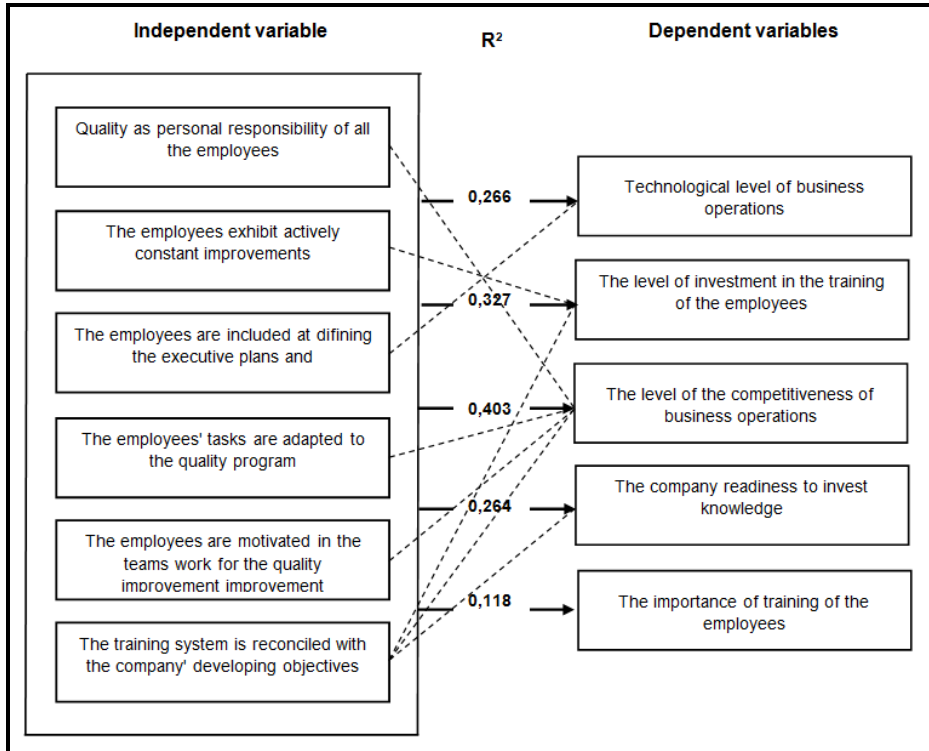 Independent variable
R²
Dependent variables
Quality as personal responsibility of all
the employees
The employees exhibit actively
constant improvements
The employees are included at difining
the executive plans and
The employees' tasks are adapted to
the quality program
The employees are motivated in the
teams work for the quality
improvement improvement
The training system is reconciled with
the company' developing objectives
0,266
0,327
0,403
0,264
0,118
Technological level of business
operations
The level of investment in the training
of the employees
The level of the competitiveness of
business operations
The company readiness to invest
knowledge
The importance of training of the
employees